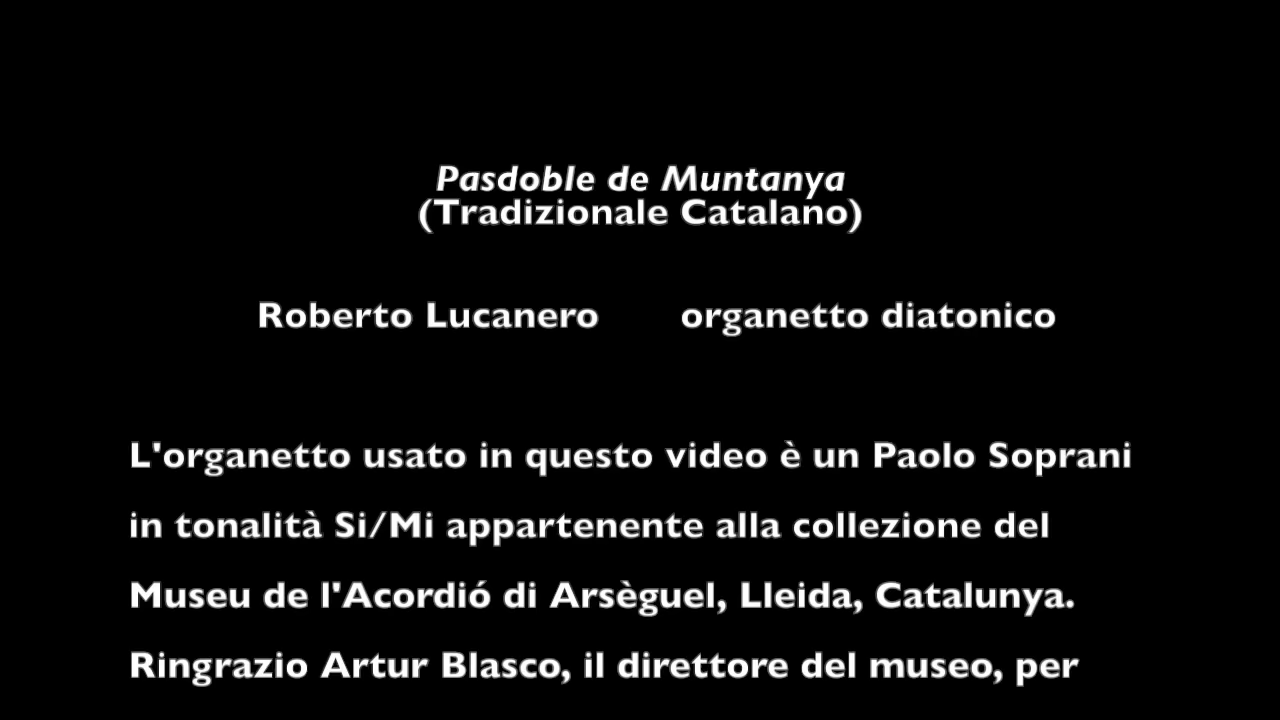 Pasdoble de Muntanya
(Tradizionale Catalano)
Roberto Lucanero organetto diatonico
L'organetto usato in questo video è un Paolo Soprani
in tonalità Si/Mi appartenente alla collezione del
Museu de l'Acordió di Arsèguel, Lleida, Catalunya.
Ringrazio Artur Blasco, il direttore del museo, per